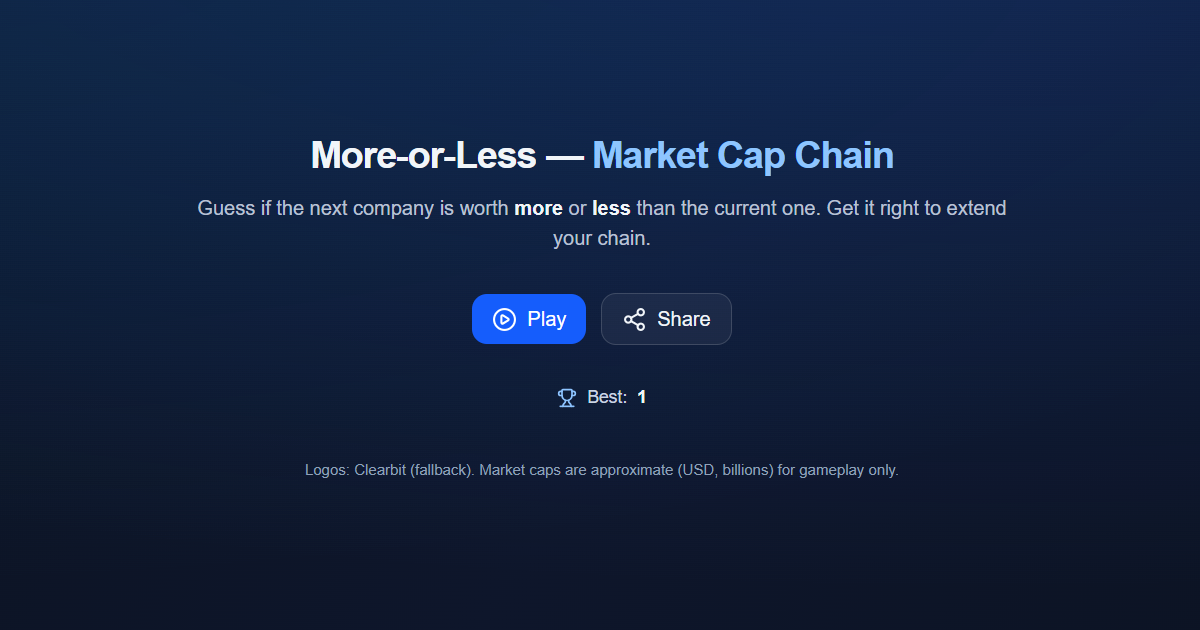 More-or-Less — Market Cap Chain
Guess if the next company is worth more or less than the current one. Get it right to extend
your chain.
Play
Share
Best: 1
Logos: Clearbit (fallback). Market caps are approximate (USD, billions) for gameplay only.